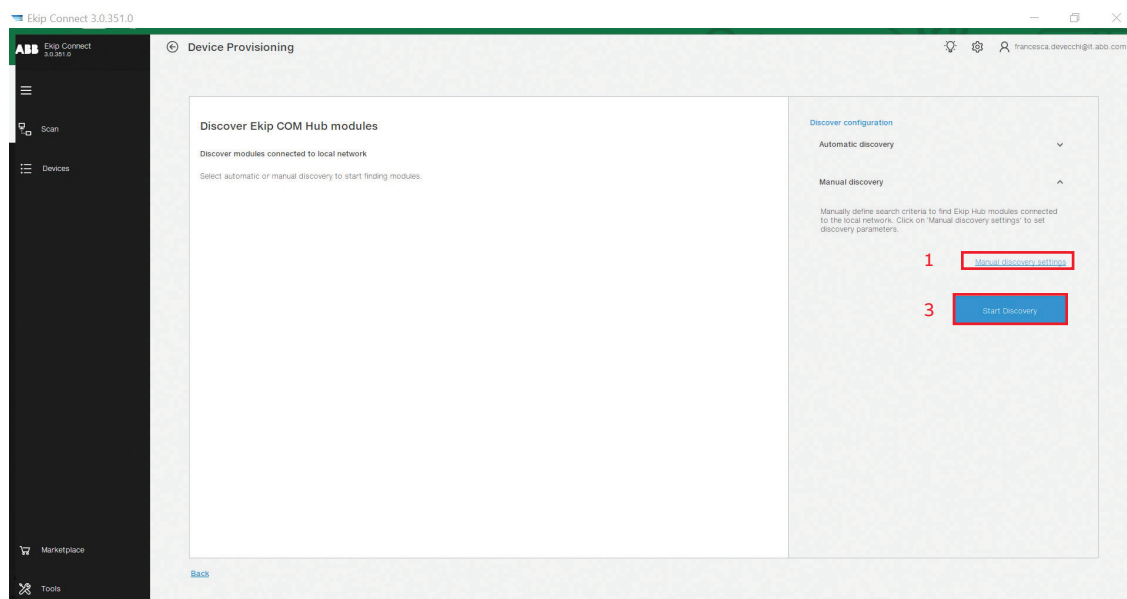 Ekip Connect 3.0.351.0
ABB Ekip Connect
3.0.351.0
Device Provisioning
francesca.devecchi@it.abb.com
Scan
Devices
Discover Ekip COM Hub modules
Discover modules connected to local network
Select automatic or manual discovery to start finding modules.
Discover configuration
Automatic discovery
Manual discovery
Manually define search criteria to find Ekip Hub modules connected
to the local network. Click on 'Manual discovery settings' to set
discovery parameters.
1 Manual discovery settings
3 Start Discovery
Marketplace
Back
Tools